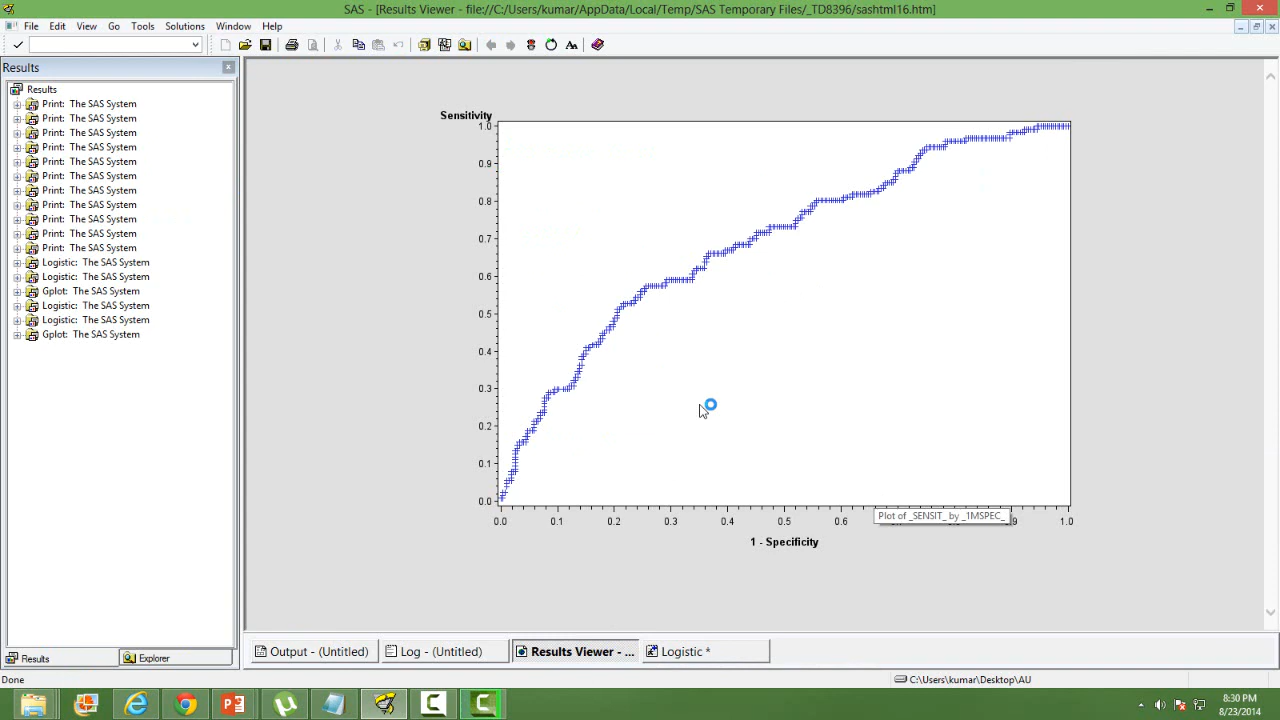 SAS - [Results Viewer - file://C:/Users/kumar/AppData/Local/Temp/SAS Temporary Files/_TD8396/sashtml16.htm]
File Edit View Go Tools Solutions Window Help
Results
Results
Print: The SAS System
Print: The SAS System
Print: The SAS System
Print: The SAS System
Print: The SAS System
Print: The SAS System
Print: The SAS System
Print: The SAS System
Print: The SAS System
Print: The SAS System
Print: The SAS System
Logistic: The SAS System
Logistic: The SAS System
Gplot: The SAS System
Logistic: The SAS System
Logistic: The SAS System
Gplot: The SAS System
Sensitivity
1.0
0.9
0.8
0.7
0.6
0.5
0.4
0.3
0.2
0.1
0.0
0.0 0.1 0.2 0.3 0.4 0.5 0.6 1.0
Plot of _SENSIT_ by _1MSPEC_
1 - Specificity
Results Explorer
Output - (Untitled) Log - (Untitled) Results Viewer - ... Logistic *
Done C:\Users\kumar\Desktop\AU
8:30 PM
8/23/2014